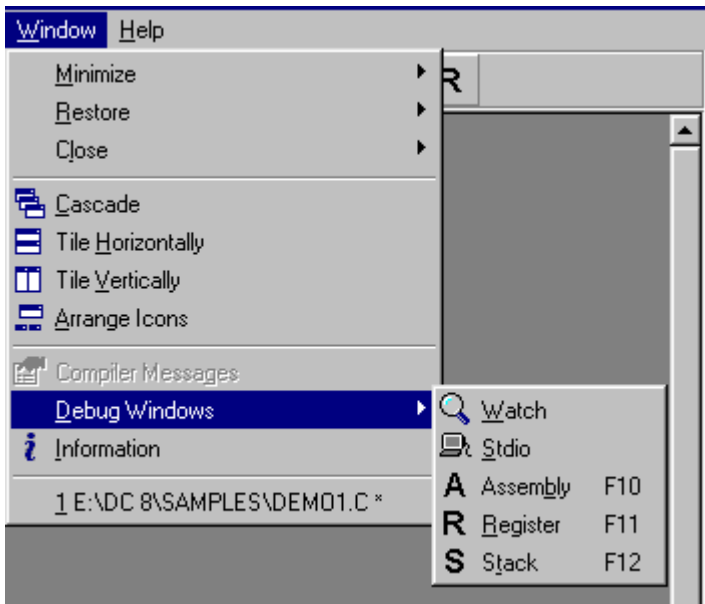 Window Help
R
Minimize
Restore
Close
Cascade
Tile Horizontally
Tile Vertically
Arrange Icons
Compiler Messages
Debug Windows
Information
1 E:\DC 8\SAMPLES\DEMO1.C *
Watch
Stdio
A Assembly F10
R Register F11
S Stack F12